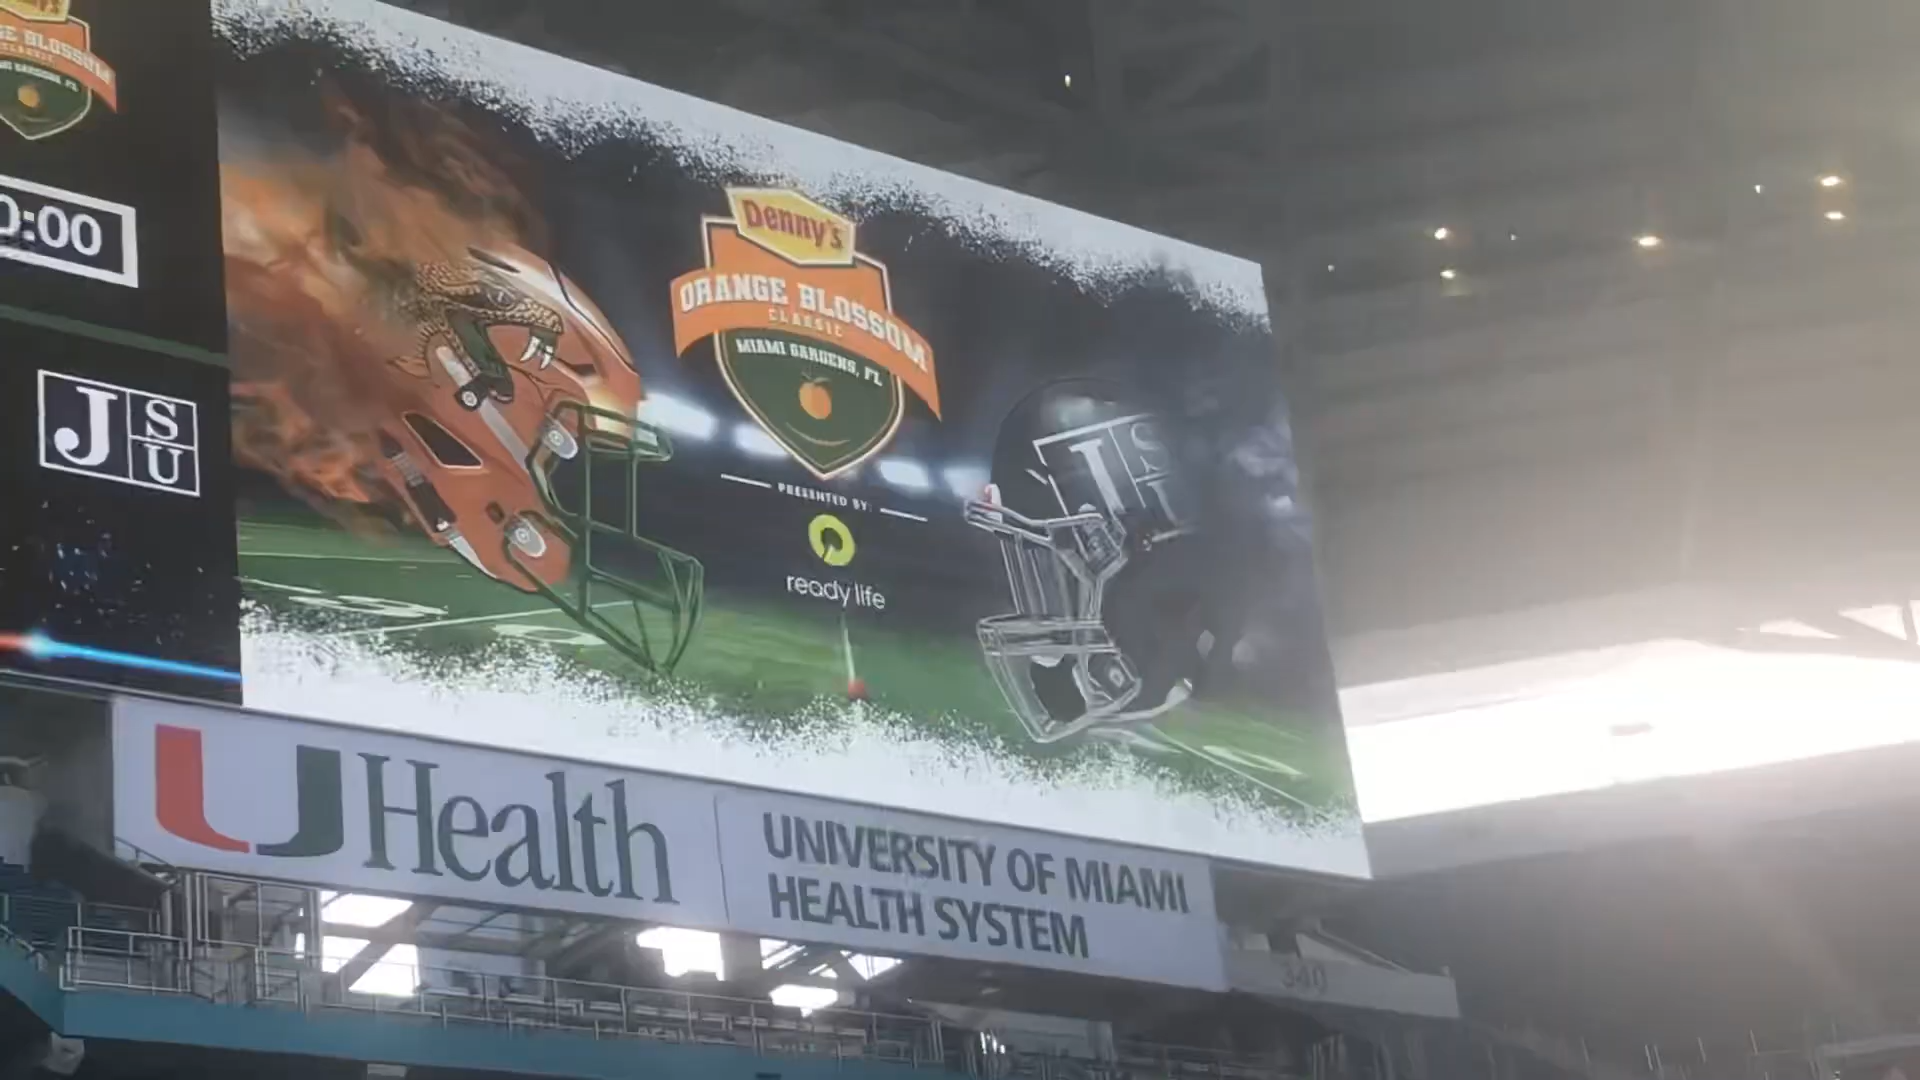 BLOSSOM
0:00
J S U
Denny's
ORANGE BLOSSOM
CLASSIC
MIAMI GARDENS, FL
PRESENTED BY:
ready life
J S
UHealth
UNIVERSITY OF MIAMI
HEALTH SYSTEM
340